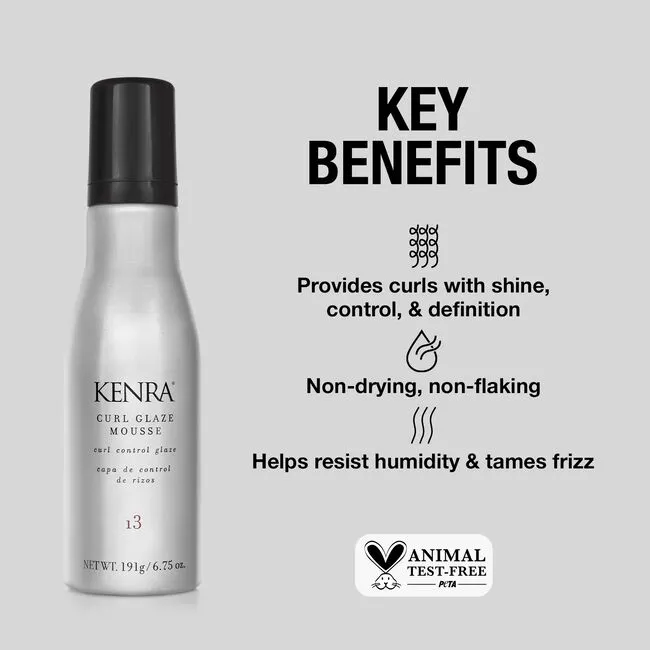 KENRA®
CURL GLAZE
MOUSSE
curl control glaze
capa de control
de rizos
13
NET WT. 191g/6.75 oz.
KEY
BENEFITS
Provides curls with shine,
control, & definition
Non-drying, non-flaking
Helps resist humidity & tames frizz
ANIMAL
TEST-FREE
PETA